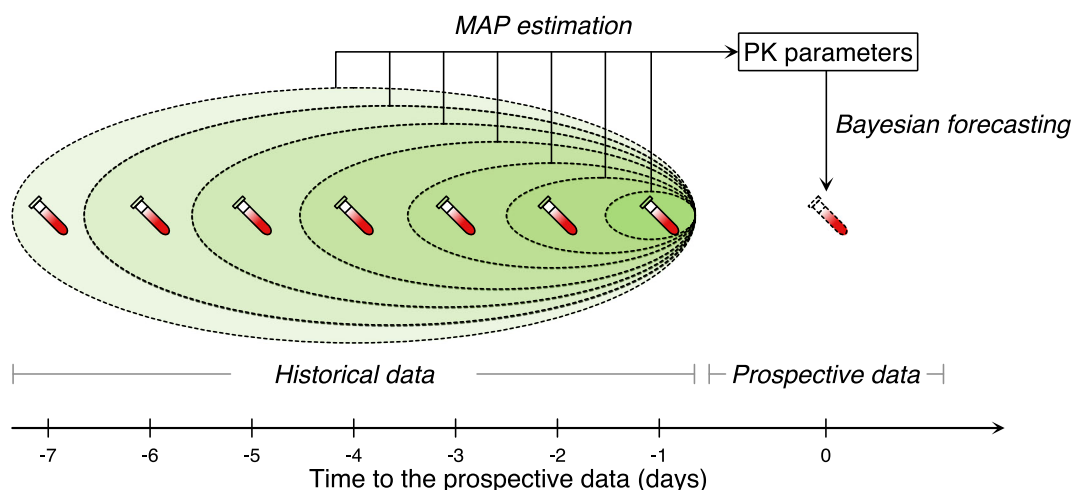 MAP estimation
PK parameters
Bayesian forecasting
Historical data
Prospective data
-7 -6 -5 -4 -3 -2 -1 0
Time to the prospective data (days)